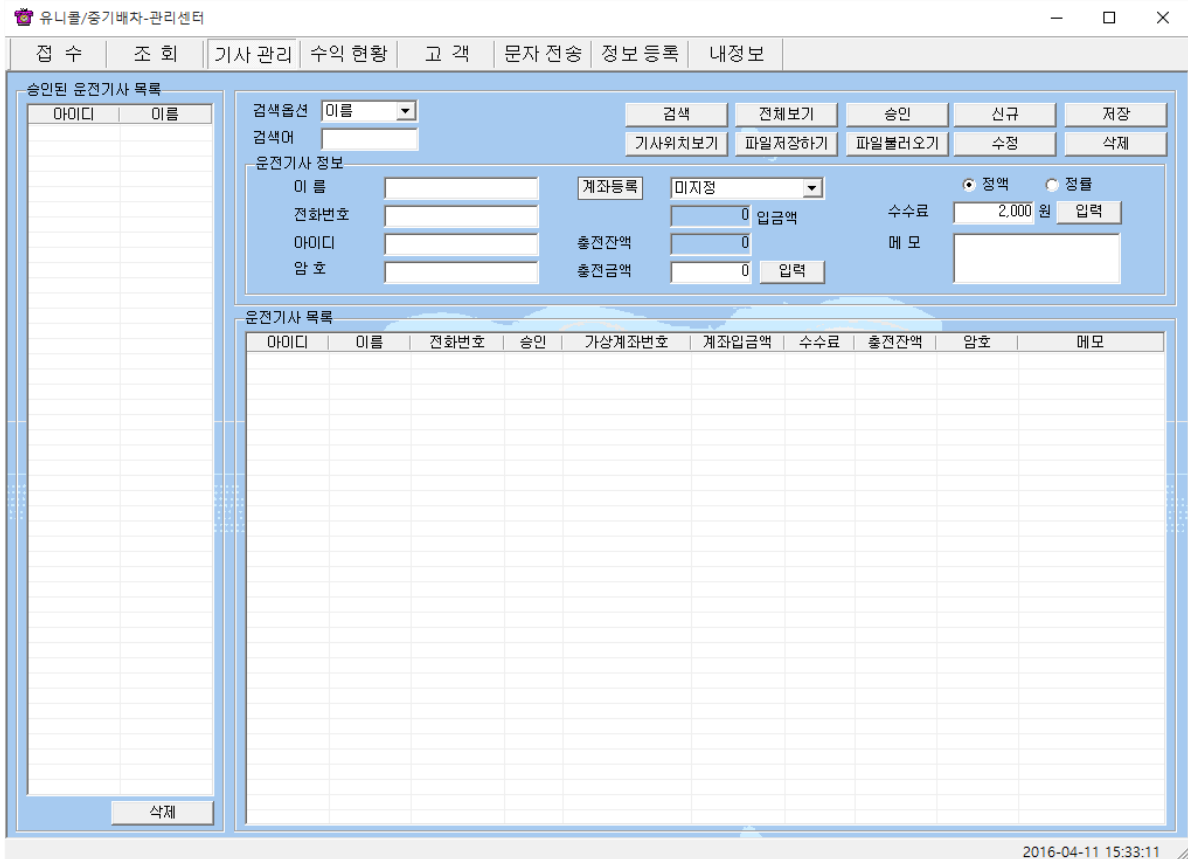 유니콜/중기배차-관리센터
접 수 조 회 기사 관리 수익 현황 고 객 문자 전송 정보 등록 내정보
승인된 운전기사 목록
아이디 이름
삭제
검색옵션 이름 검색 전체보기 승인 신규 저장
검색어 기사위치보기 파일저장하기 파일불러오기 수정 삭제
운전기사 정보
이 름 계좌등록 미지정 정액 정률
전화번호 0 입금액 수수료 2,000 원 입력
아이디 충전잔액 0 메 모
암 호 충전금액 0 입력
운전기사 목록
아이디 이름 전화번호 승인 가상계좌번호 계좌입금액 수수료 충전잔액 암호 메모
2016-04-11 15:33:11